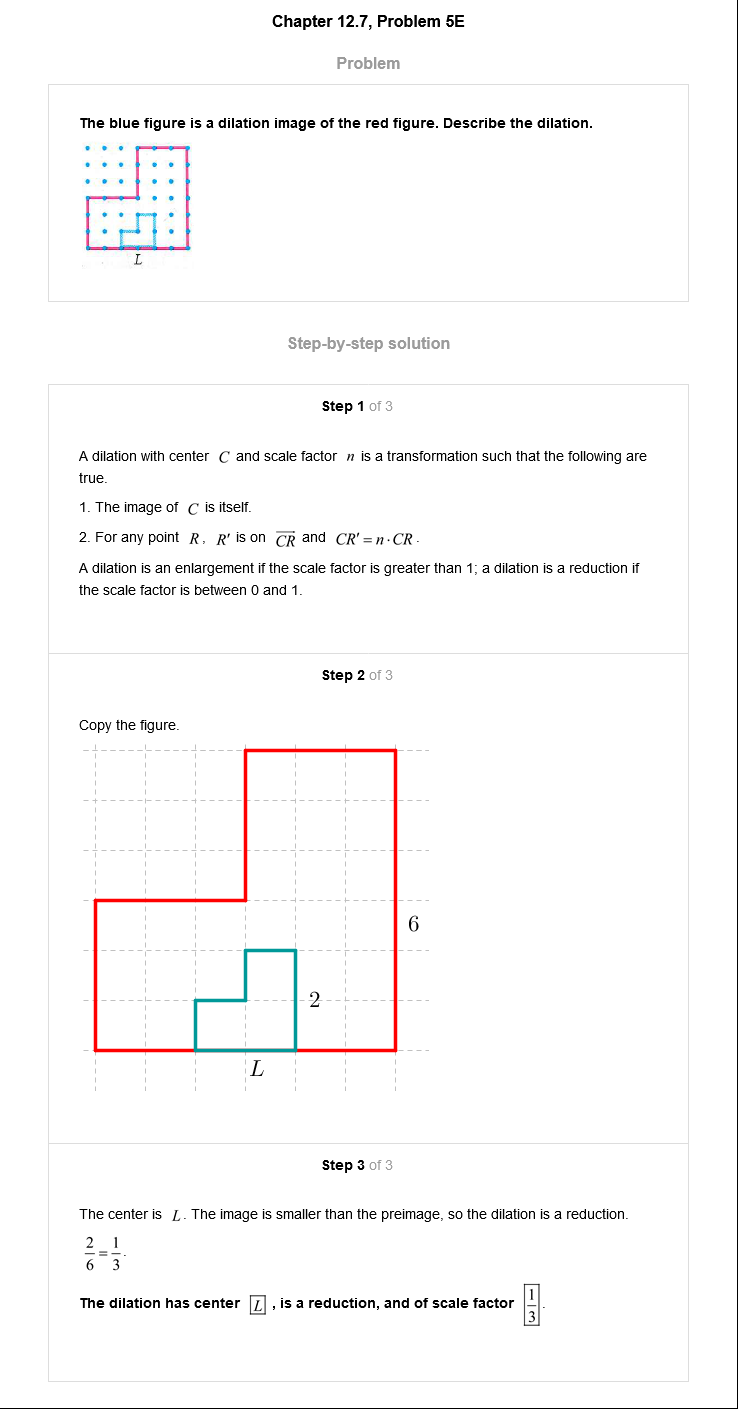 Chapter 12.7, Problem 5E
Problem
The blue figure is a dilation image of the red figure. Describe the dilation.
L
Step-by-step solution
Step 1 of 3
A dilation with center C and scale factor n is a transformation such that the following are
true.
1. The image of C is itself.
2. For any point R, R′ is on \overrightarrow{CR} and CR′ = n · CR.
A dilation is an enlargement if the scale factor is greater than 1; a dilation is a reduction if
the scale factor is between 0 and 1.
Step 2 of 3
Copy the figure.
6
2
L
Step 3 of 3
The center is L. The image is smaller than the preimage, so the dilation is a reduction.
2/6 = 1/3.
The dilation has center L, is a reduction, and of scale factor 1/3.